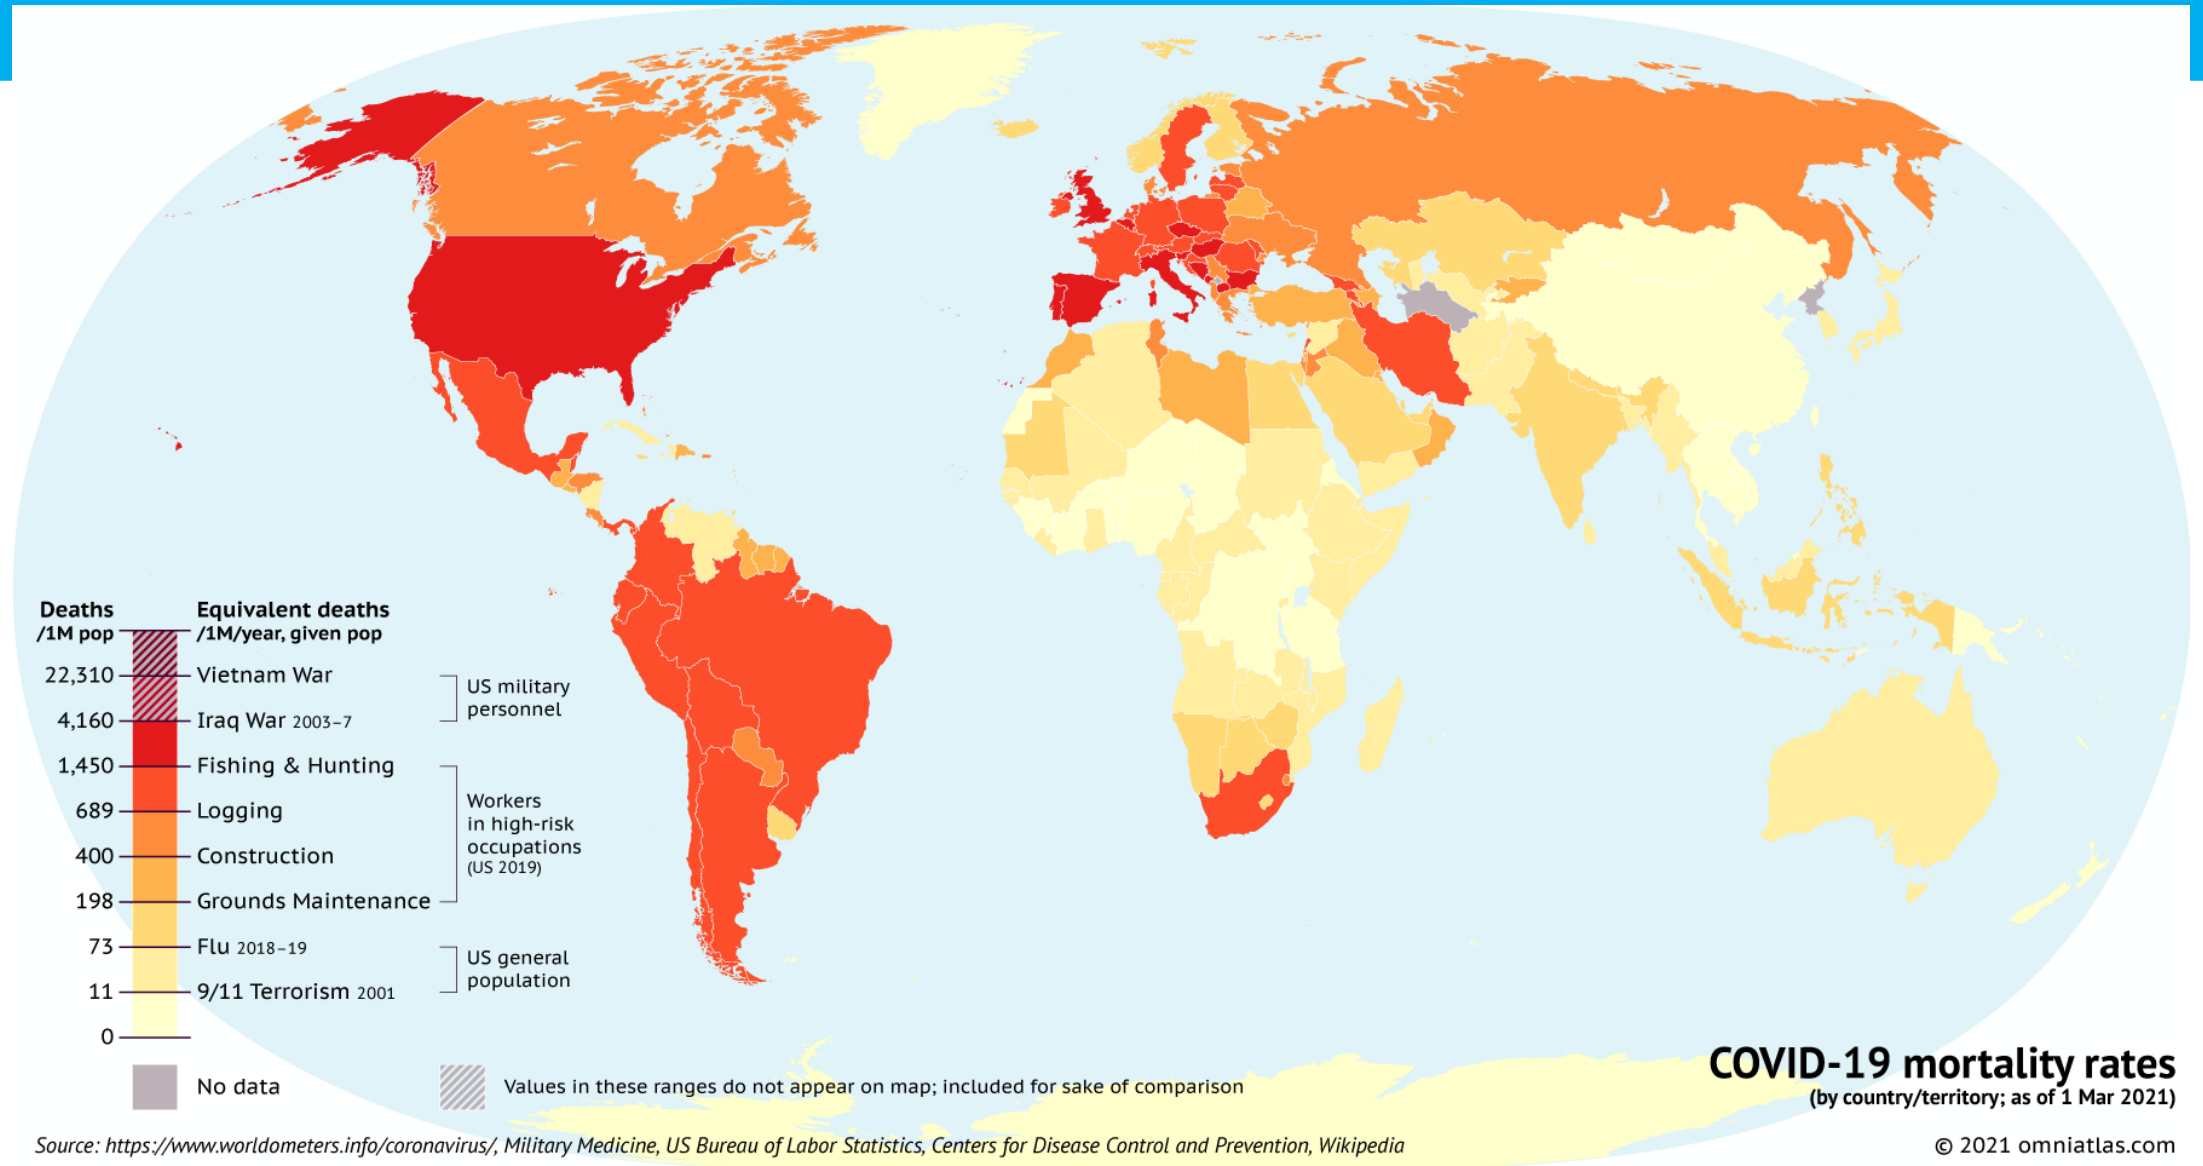 Deaths
/1M pop
Equivalent deaths
/1M/year, given pop
22,310
Vietnam War
4,160
Iraq War 2003–7
US military
personnel
1,450
Fishing & Hunting
689
Logging
400
Construction
198
Grounds Maintenance
Workers
in high-risk
occupations
(US 2019)
73
Flu 2018–19
11
9/11 Terrorism 2001
US general
population
0
No data
Values in these ranges do not appear on map; included for sake of comparison
COVID-19 mortality rates
(by country/territory; as of 1 Mar 2021)
Source: https://www.worldometers.info/coronavirus/, Military Medicine, US Bureau of Labor Statistics, Centers for Disease Control and Prevention, Wikipedia
© 2021 omniatlas.com